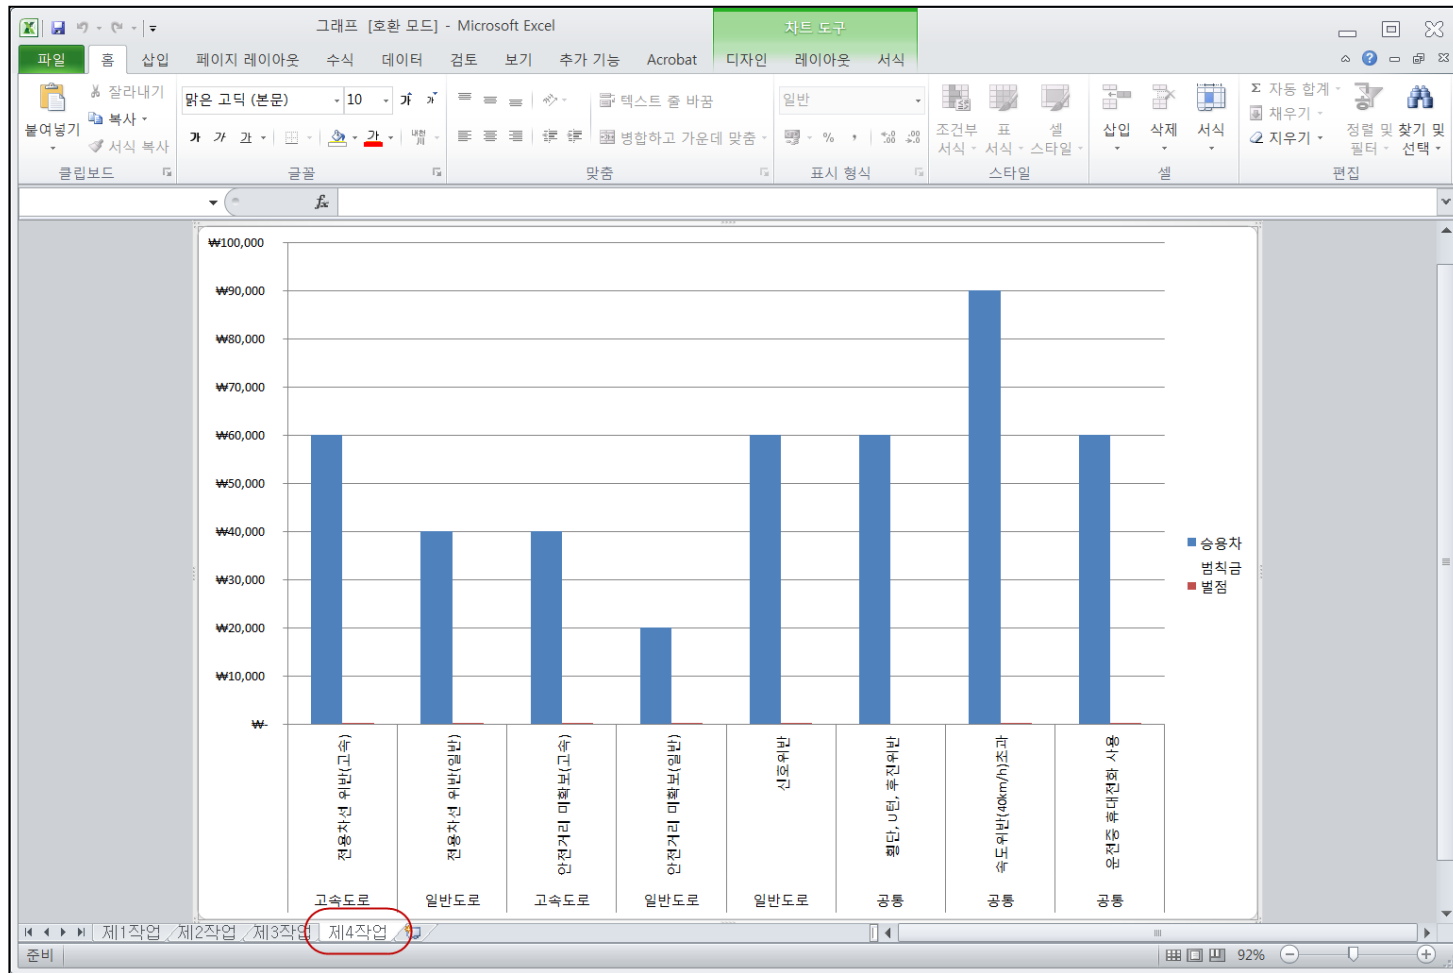 그래프 [호환 모드] - Microsoft Excel
차트 도구
파일 홈 삽입 페이지 레이아웃 수식 데이터 검토 보기 추가 기능 Acrobat 디자인 레이아웃 서식
붙여넣기
잘라내기
복사
서식 복사
클립보드
맑은 고딕 (본문) 10 가 가
가 가 가 가 내천
글꼴
텍스트 줄 바꿈
병합하고 가운데 맞춤
맞춤
일반
% , .0 .00 .00 .0
표시 형식
조건부 서식
표 서식
셀 스타일
스타일
삽입 삭제 서식
셀
Σ 자동 합계
채우기
지우기
정렬 및 필터
찾기 및 선택
편집
fx
₩100,000
₩90,000
₩80,000
₩70,000
₩60,000
₩50,000
₩40,000
₩30,000
₩20,000
₩10,000
₩-
승용차
범칙금
벌점
전용차선 위반(고속)
전용차선 위반(일반)
안전거리 미확보(고속)
안전거리 미확보(일반)
신호위반
횡단, U턴, 후진위반
속도위반(40km/h)초과
운전중 휴대전화 사용
고속도로 일반도로 고속도로 일반도로 일반도로 공통 공통 공통
제1작업 제2작업 제3작업 제4작업
준비 92%